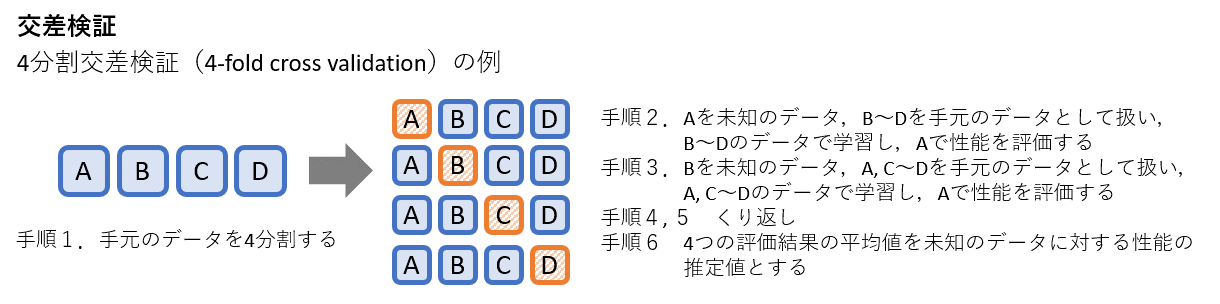 交差検証
4分割交差検証（4-fold cross validation）の例
A B C D
手順１．手元のデータを4分割する
A B C D
A B C D
A B C D
A B C D
手順２．Aを未知のデータ，B～Dを手元のデータとして扱い，
B～Dのデータで学習し，Aで性能を評価する
手順３．Bを未知のデータ，A, C～Dを手元のデータとして扱い，
A, C～Dのデータで学習し，Aで性能を評価する
手順４, ５　くり返し
手順６　4つの評価結果の平均値を未知のデータに対する性能の
推定値とする